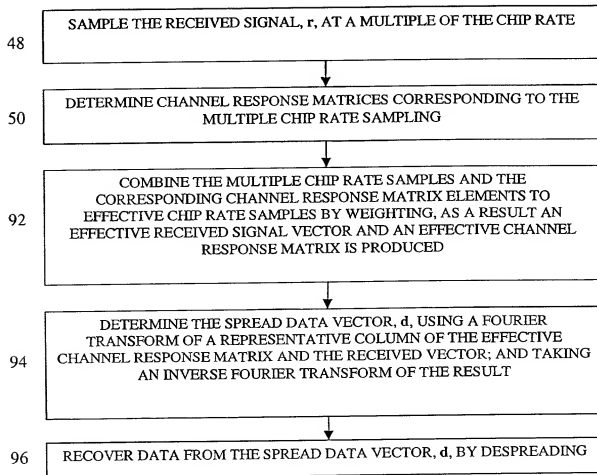 48
SAMPLE THE RECEIVED SIGNAL, r, AT A MULTIPLE OF THE CHIP RATE
50
DETERMINE CHANNEL RESPONSE MATRICES CORRESPONDING TO THE
MULTIPLE CHIP RATE SAMPLING
92
COMBINE THE MULTIPLE CHIP RATE SAMPLES AND THE
CORRESPONDING CHANNEL RESPONSE MATRIX ELEMENTS TO
EFFECTIVE CHIP RATE SAMPLES BY WEIGHTING, AS A RESULT AN
EFFECTIVE RECEIVED SIGNAL VECTOR AND AN EFFECTIVE CHANNEL
RESPONSE MATRIX IS PRODUCED
94
DETERMINE THE SPREAD DATA VECTOR, d, USING A FOURIER
TRANSFORM OF A REPRESENTATIVE COLUMN OF THE EFFECTIVE
CHANNEL RESPONSE MATRIX AND THE RECEIVED VECTOR; AND TAKING
AN INVERSE FOURIER TRANSFORM OF THE RESULT
96
RECOVER DATA FROM THE SPREAD DATA VECTOR, d, BY DESPREADING